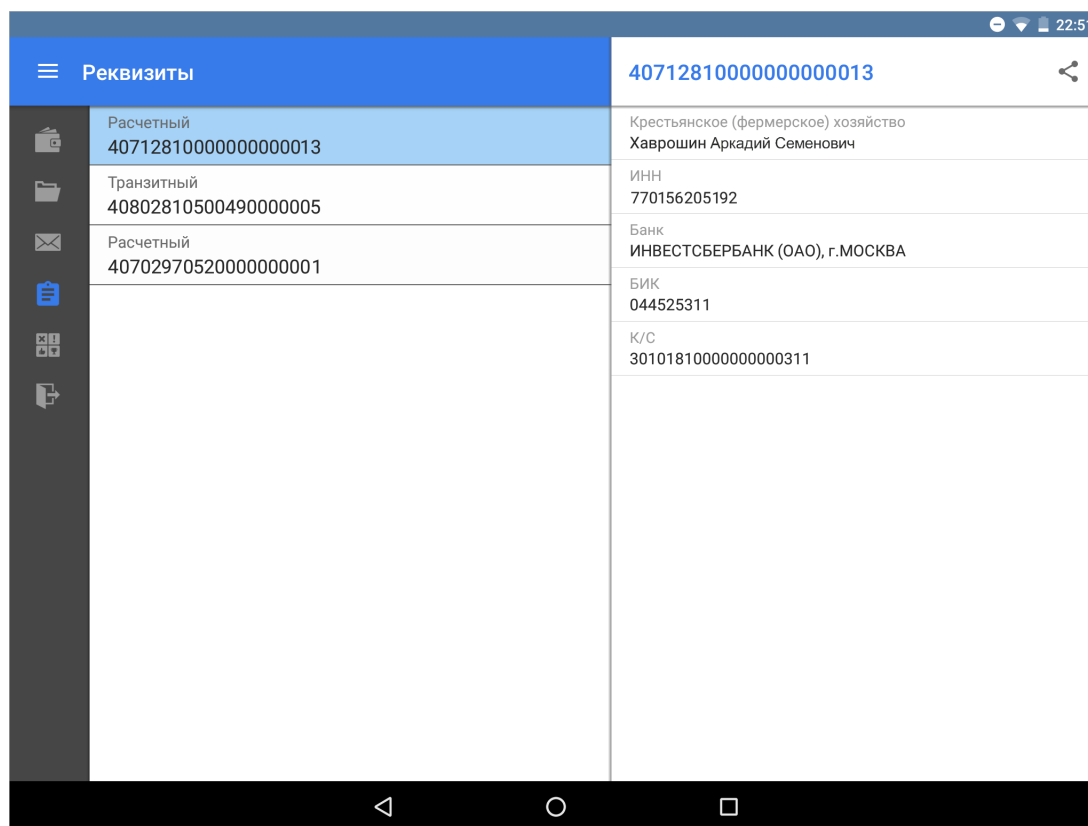 22:51
Реквизиты
Расчетный
40712810000000000013
Транзитный
40802810500490000005
Расчетный
40702970520000000001
40712810000000000013
Крестьянское (фермерское) хозяйство
Хаврошин Аркадий Семенович
ИНН
770156205192
Банк
ИНВЕСТСБЕРБАНК (ОАО), г.МОСКВА
БИК
044525311
К/С
30101810000000000311